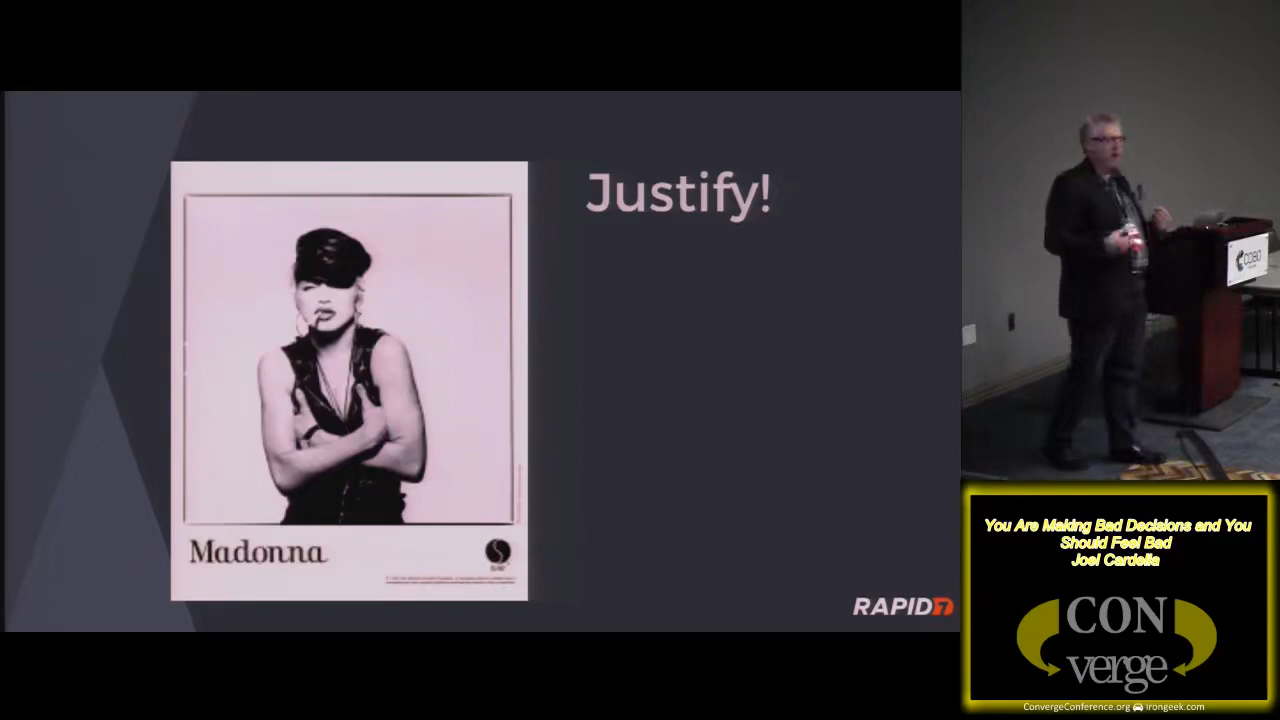 Justify!
Madonna
RAPID7
COBO
You Are Making Bad Decisions and You
Should Feel Bad
Joel Cardella
CON
verge
ConvergeConference.org irongeek.com